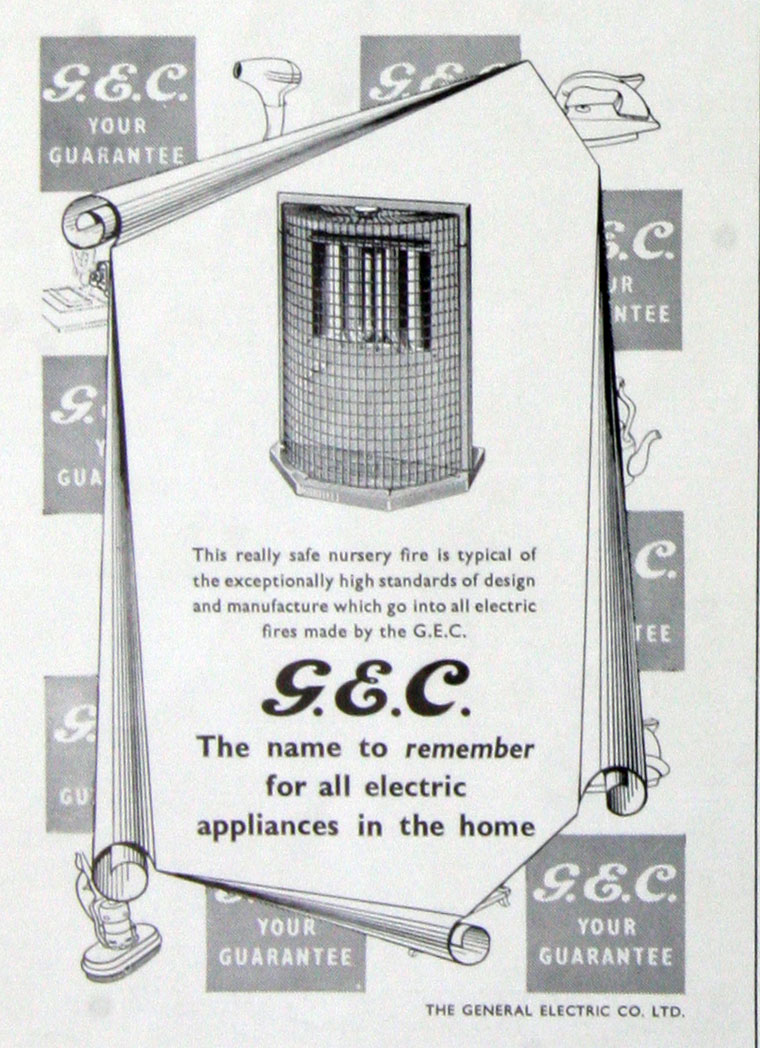 G.E.C.
YOUR
GUARANTEE
G.E.C.
This really safe nursery fire is typical of
the exceptionally high standards of design
and manufacture which go into all electric
fires made by the G.E.C.
G.E.C.
The name to remember
for all electric
appliances in the home
YOUR
GUARANTEE
G.E.C.
YOUR
GUARANTEE
THE GENERAL ELECTRIC CO. LTD.